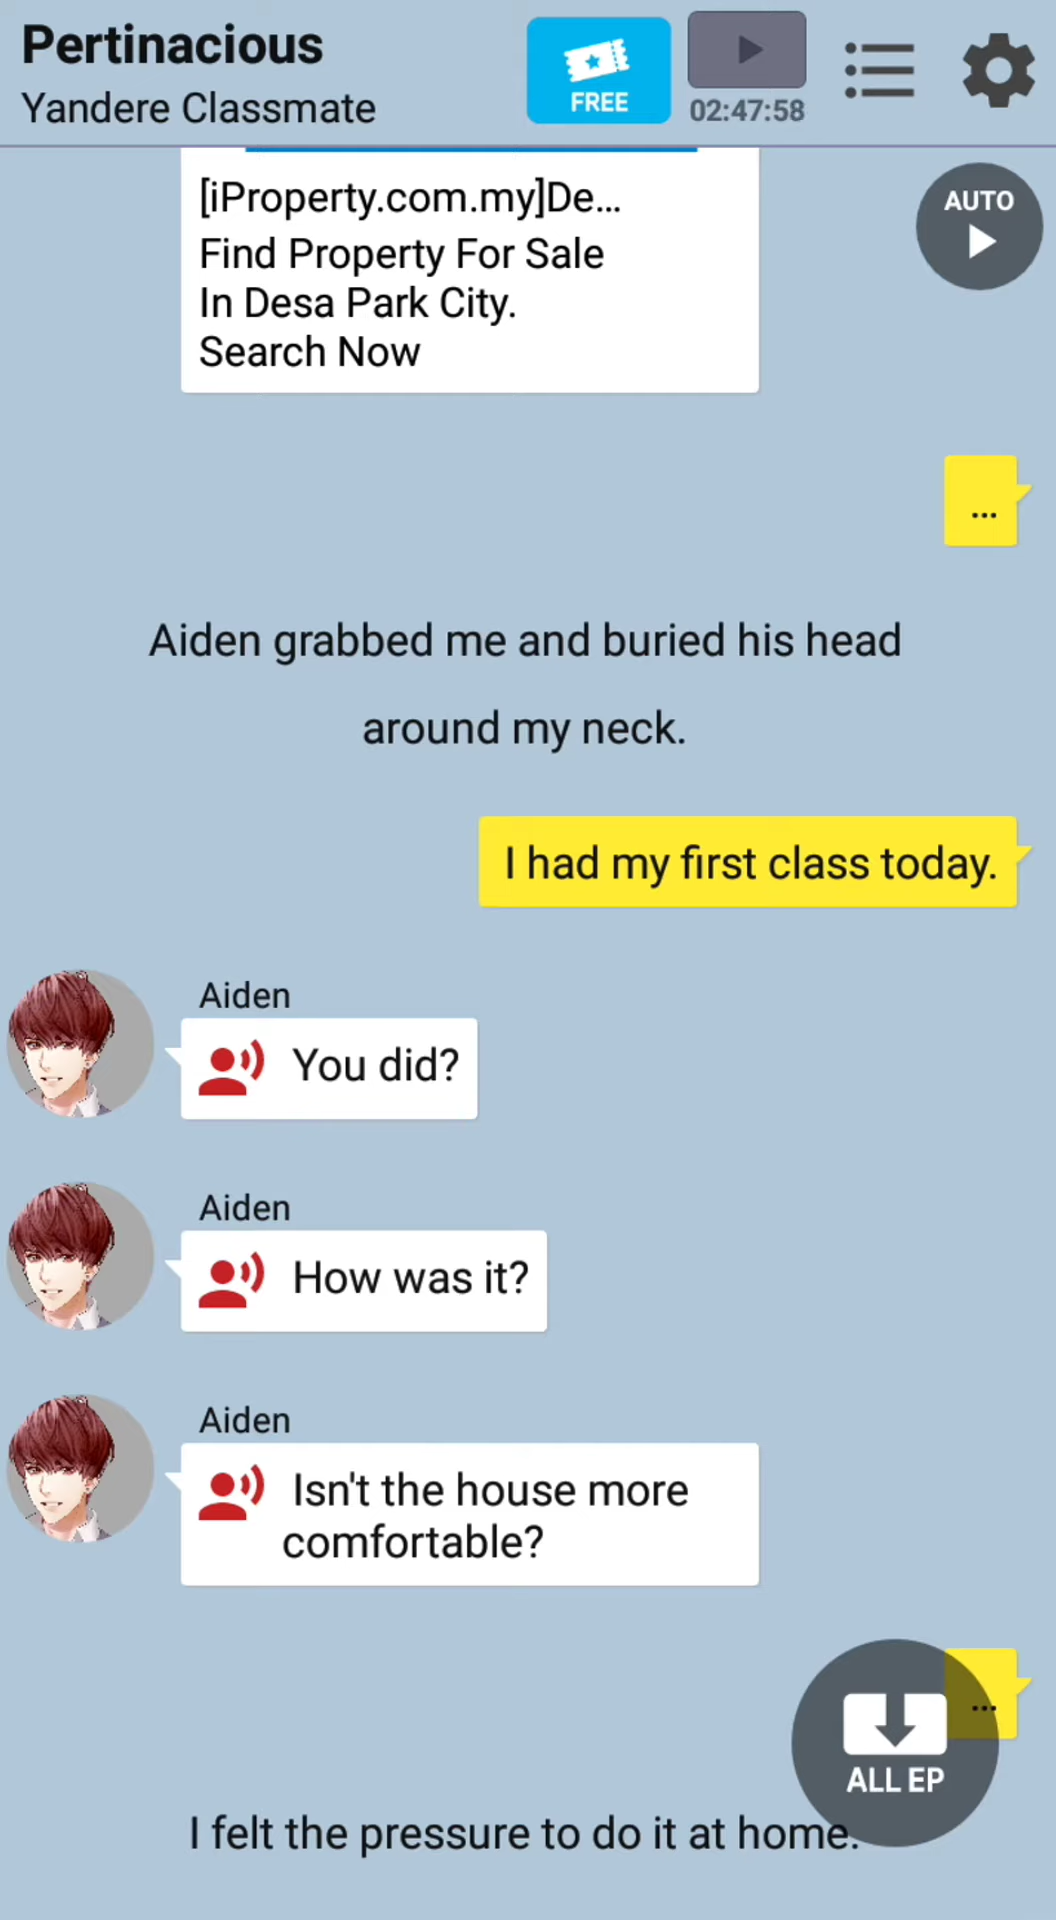 Pertinacious
Yandere Classmate
FREE
02:47:58
AUTO
[iProperty.com.my]De...
Find Property For Sale
In Desa Park City.
Search Now
...
Aiden grabbed me and buried his head
around my neck.
I had my first class today.
Aiden
You did?
Aiden
How was it?
Aiden
Isn't the house more
comfortable?
...
ALL EP
I felt the pressure to do it at home.